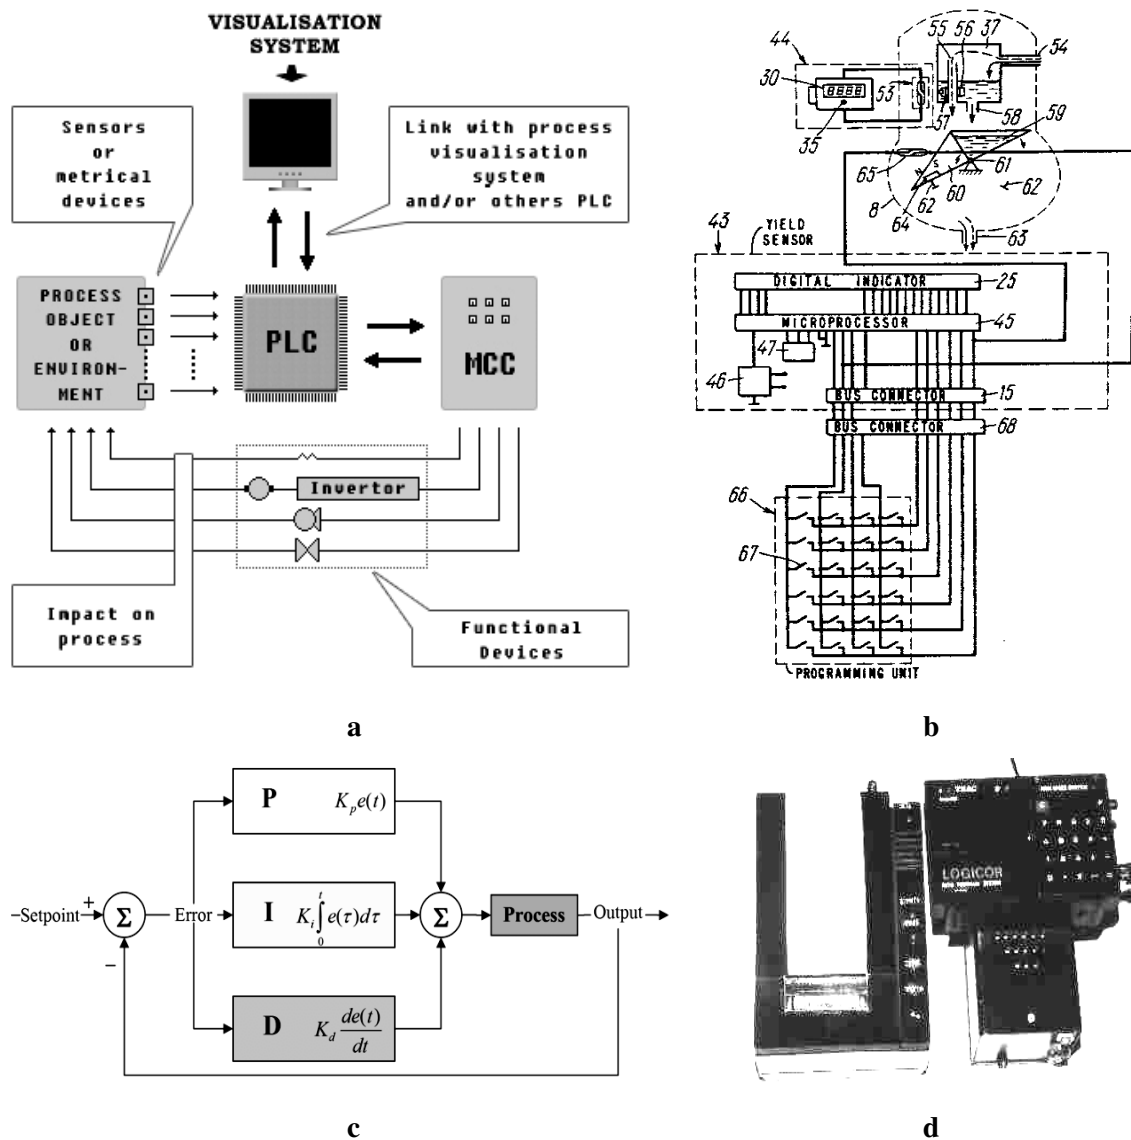 VISUALISATION
SYSTEM
Sensors
or
metrical
devices
Link with process
visualisation
system
and/or others PLC
PROCESS
OBJECT
OR
ENVIRON-
MENT
PLC
MCC
Invertor
Impact on
process
Functional
Devices
a
44
30
8888
35
53
55
56
37
54
57
58
59
65
61
60
N
S
62
62
8
64
63
43
YIELD
SENSOR
DIGITAL INDICATOR
25
MICROPROCESSOR
45
47
46
BUS CONNECTOR
15
BUS CONNECTOR
68
66
67
PROGRAMMING UNIT
b
P K_p e(t)
–Setpoint
+
Σ
–
Error
I K_i ∫_0^t e(τ)dτ
Σ
Process
Output
D K_d de(t)/dt
c
LOGICOR
d